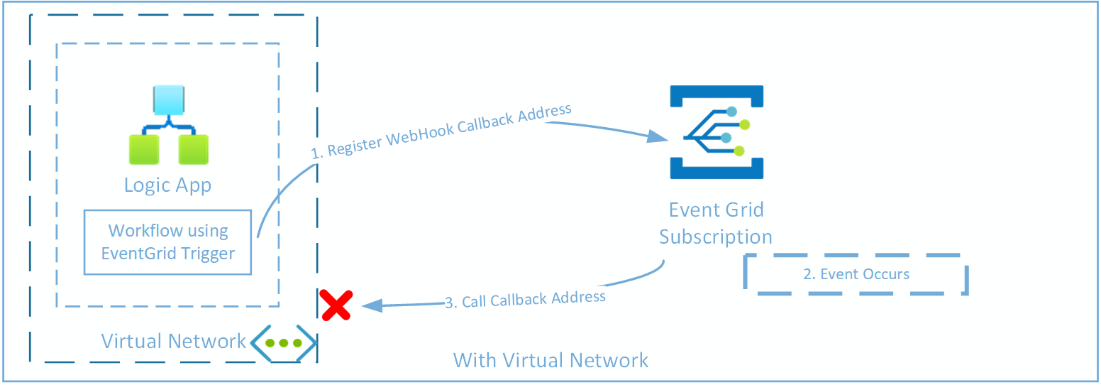 1. Register WebHook Callback Address
Logic App
Workflow using
EventGrid Trigger
Event Grid
Subscription
2. Event Occurs
3. Call Callback Address
Virtual Network
With Virtual Network